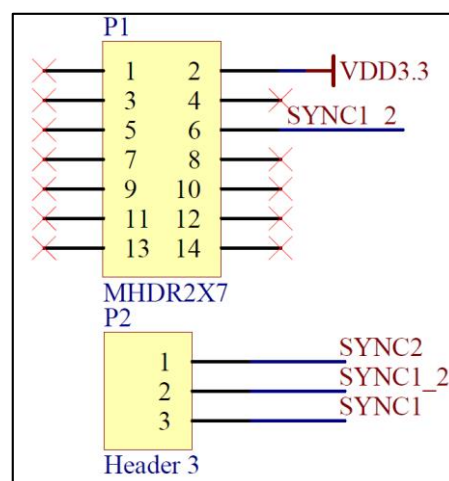 P1
1 2 VDD3.3
3 4
SYNC1_2
5 6
7 8
9 10
11 12
13 14
MHDR2X7
P2
SYNC2
1
SYNC1_2
2
SYNC1
3
Header 3